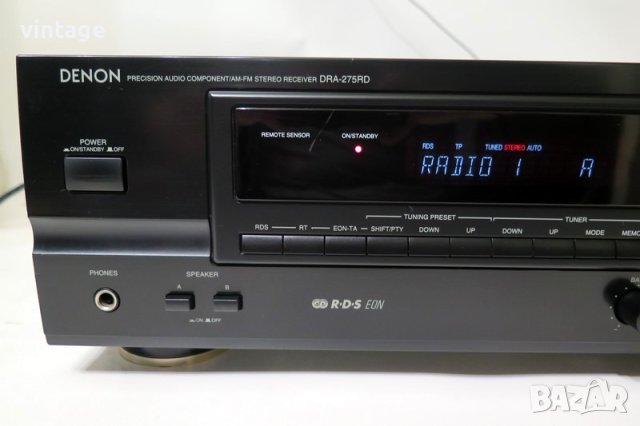 vintage
DENON PRECISION AUDIO COMPONENT/AM-FM STEREO RECEIVER DRA-275RD
POWER
ON/STANDBY OFF
REMOTE SENSOR ON/STANDBY
RDS TP TUNED STEREO AUTO
RADIO 1 A
TUNING PRESET TUNER
RDS RT EON-TA SHIFT/PTY DOWN UP DOWN UP MODE MEMO
PHONES SPEAKER
A B
ON OFF
R·D·S EON
BA
BAZAR